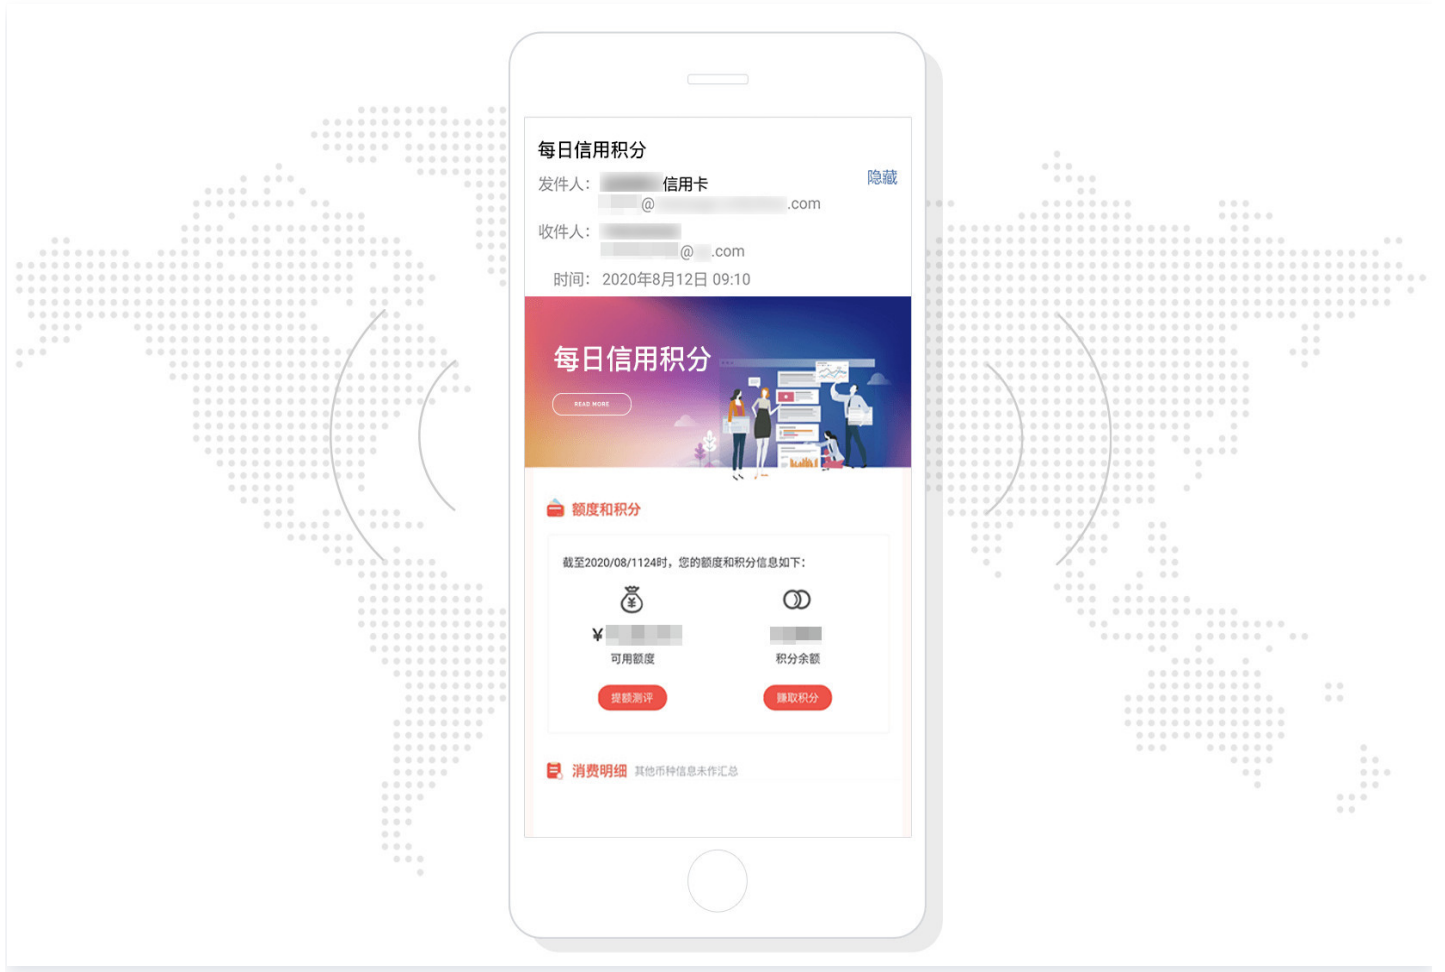 每日信用积分
发件人： 信用卡
隐藏
@ .com
收件人：
@ .com
时间： 2020年8月12日 09:10
每日信用积分
READ MORE
额度和积分
截至2020/08/1124时，您的额度和积分信息如下：
¥
可用额度
积分余额
提额测评
赚取积分
消费明细 其他币种信息未作汇总